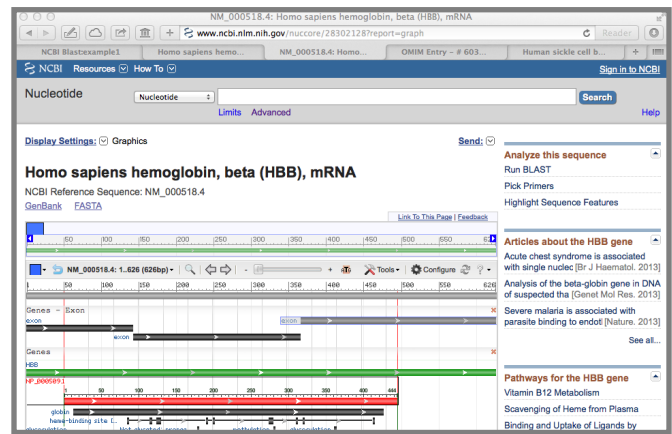 NM_000518.4: Homo sapiens hemoglobin, beta (HBB), mRNA
www.ncbi.nlm.nih.gov/nuccore/28302128?report=graph
Reader
NCBI Blast:example1
Homo sapiens hemo...
NM_000518.4: Homo...
OMIM Entry - # 603...
Human sickle cell b...
NCBI Resources How To
Sign in to NCBI
Nucleotide
Nucleotide
Search
Limits Advanced
Help
Display Settings: Graphics
Send:
Homo sapiens hemoglobin, beta (HBB), mRNA
NCBI Reference Sequence: NM_000518.4
GenBank FASTA
Link To This Page | Feedback
50 100 150 200 250 300 350 400 450 500 550
NM_000518.4: 1..626 (626bp)
Tools
Configure
?
1 50 100 150 200 250 300 350 400 450 500 550 626
Genes - Exon
exon
exon
exon
Genes
HBB
NP_000509.1
1 50 100 150 200 250 300 350 400 444
globin
heme-binding site
Analyze this sequence
Run BLAST
Pick Primers
Highlight Sequence Features
Articles about the HBB gene
Acute chest syndrome is associated
with single nuclec [Br J Haematol. 2013]
Analysis of the beta-globin gene in DNA
of suspected tha [Genet Mol Res. 2013]
Severe malaria is associated with
parasite binding to endotl [Nature. 2013]
See all...
Pathways for the HBB gene
Vitamin B12 Metabolism
Scavenging of Heme from Plasma
Binding and Uptake of Ligands by